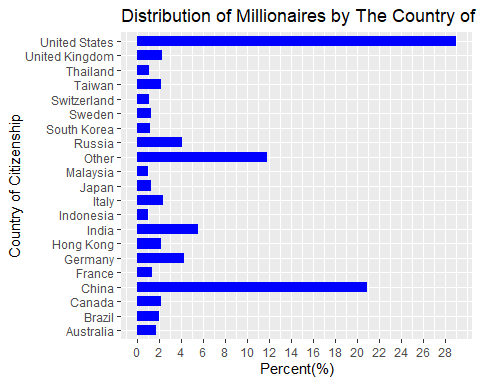 Distribution of Millionaires by The Country of
Country of Citizenship
United States
United Kingdom
Thailand
Taiwan
Switzerland
Sweden
South Korea
Russia
Other
Malaysia
Japan
Italy
Indonesia
India
Hong Kong
Germany
France
China
Canada
Brazil
Australia
0 2 4 6 8 10 12 14 16 18 20 22 24 26 28
Percent(%)